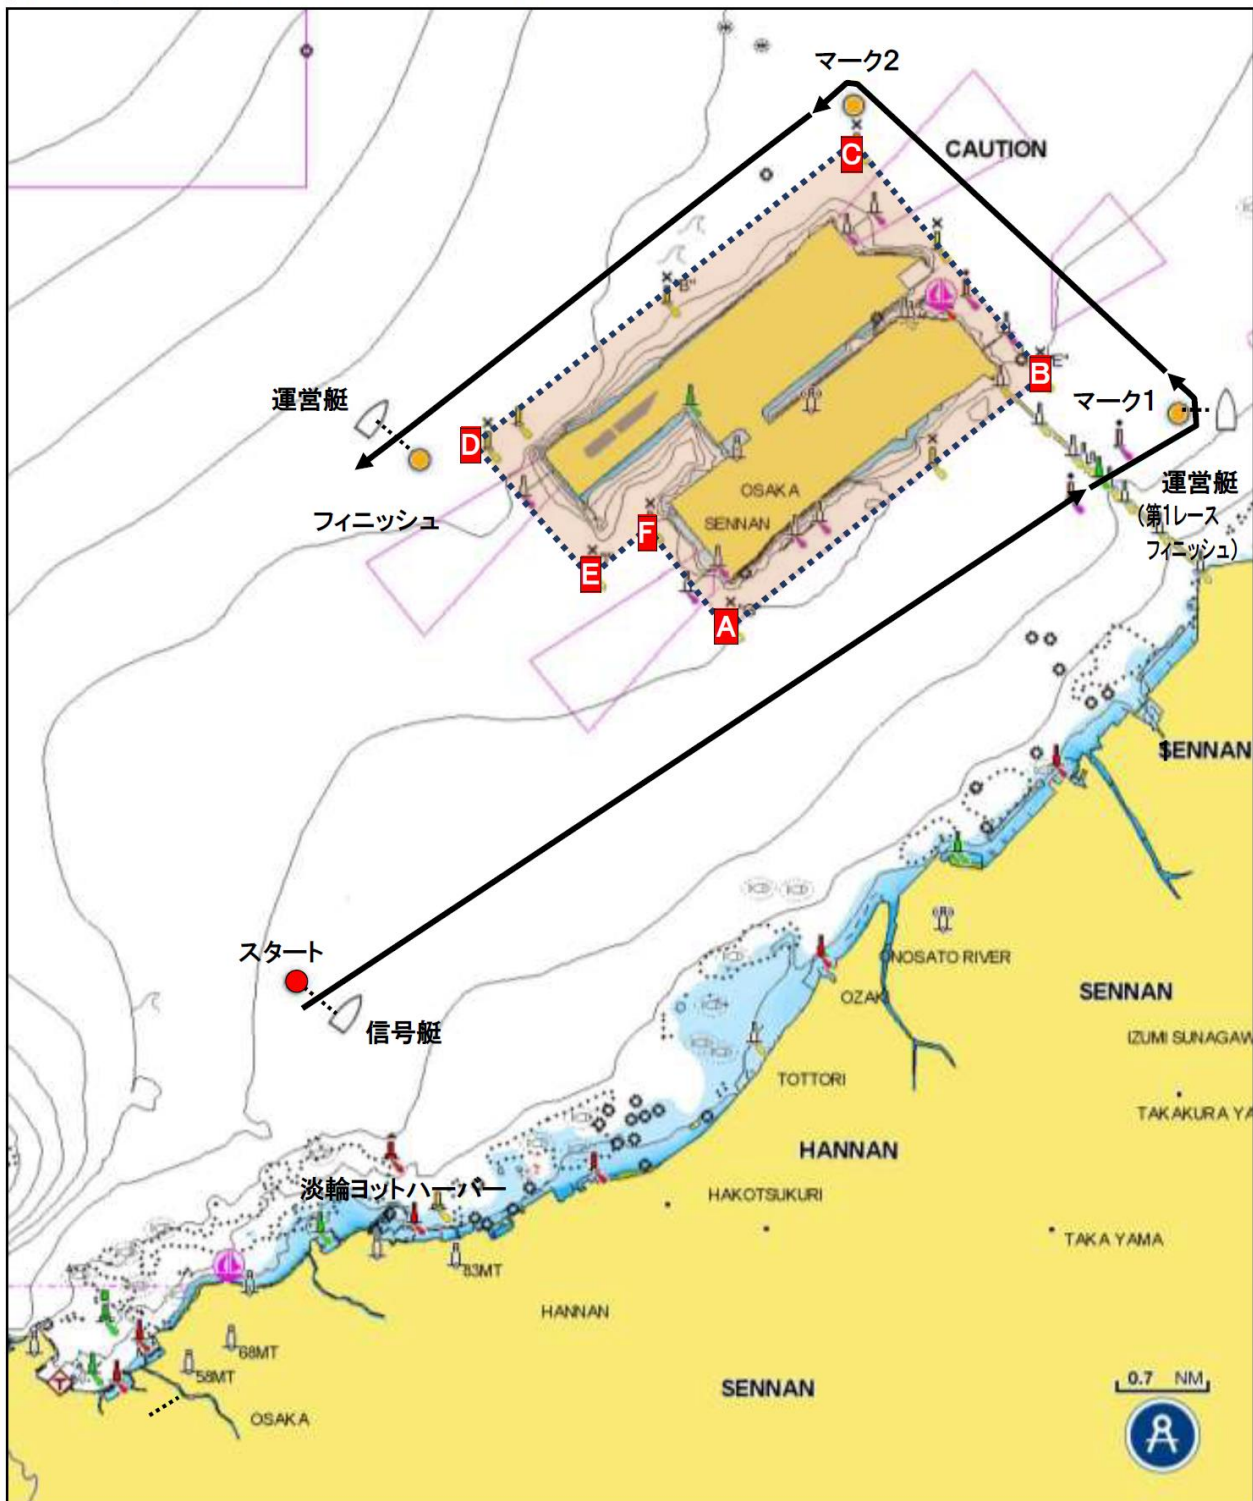 マーク2
C
CAUTION
"B"
運営艇
D
フィニッシュ
B
"E"
マーク1
運営艇
(第1レース
フィニッシュ)
OSAKA
SENNAN
F
E
A
SENNAN
スタート
信号艇
ONOSATO RIVER
OZAKI
SENNAN
IZUMI SUNAGAW
TOTTORI
TAKAKURA YA
HANNAN
淡輪ヨットハーバー
HAKOTSUKURI
TAKA YAMA
83MT
HANNAN
68MT
58MT
SENNAN
OSAKA
0.7 NM